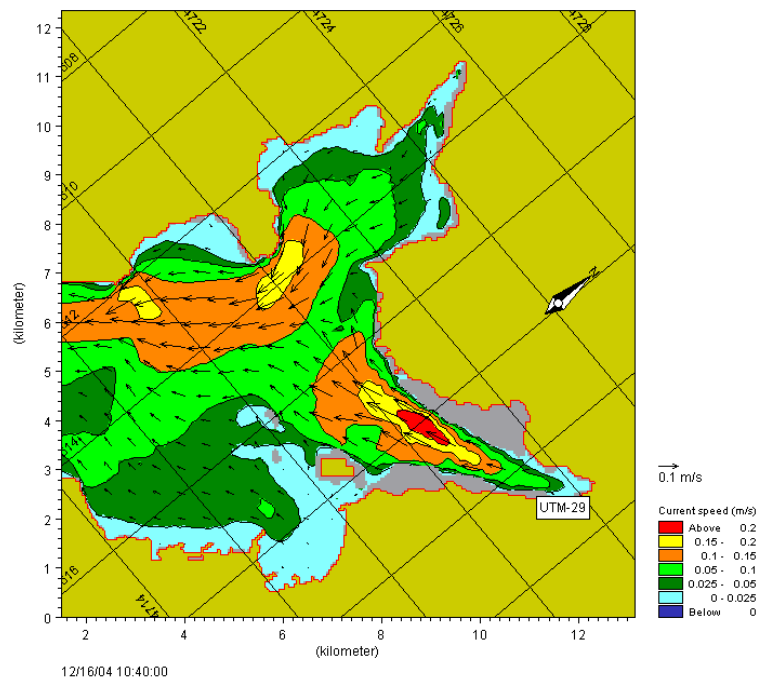 4722
4724
4726
4728
12
11
10
9
8
7
6
5
4
3
2
1
0
(kilometer)
308
310
312
314
316
4714
N
UTM-29
2 4 6 8 10 12
(kilometer)
12/16/04 10:40:00
0.1 m/s
Current speed (m/s)
Above 0.2
0.15 - 0.2
0.1 - 0.15
0.05 - 0.1
0.025 - 0.05
0 - 0.025
Below 0